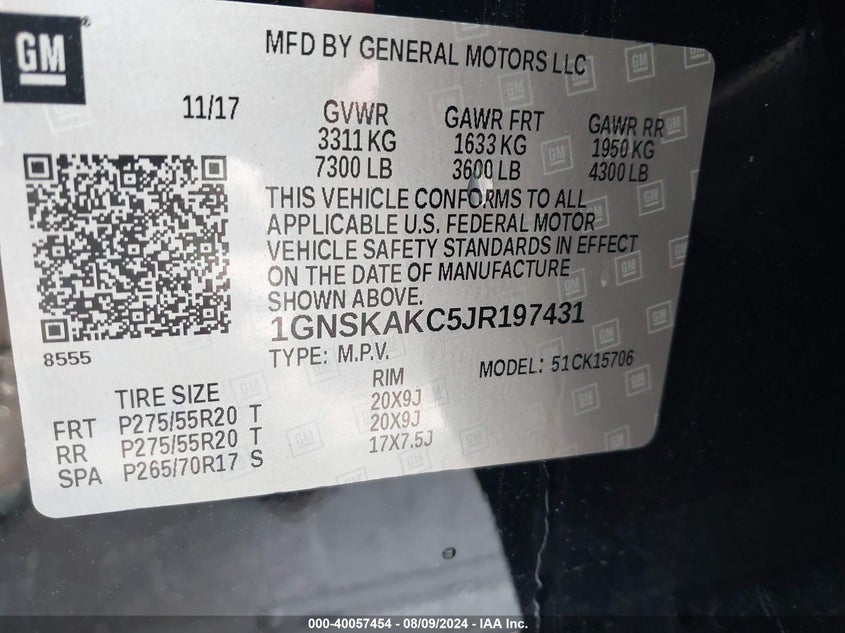 GM®
MFD BY GENERAL MOTORS LLC
11/17 GVWR GAWR FRT GAWR RR
3311 KG 1633 KG 1950 KG
7300 LB 3600 LB 4300 LB
THIS VEHICLE CONFORMS TO ALL
APPLICABLE U.S. FEDERAL MOTOR
VEHICLE SAFETY STANDARDS IN EFFECT
ON THE DATE OF MANUFACTURE
SHOWN ABOVE.
8555
1GNSKAKC5JR197431
TYPE: M.P.V. MODEL: 51CK15706
TIRE SIZE RIM
FRT P275/55R20 T 20X9J
RR P275/55R20 T 20X9J
SPA P265/70R17 S 17X7.5J
000-40057454 - 08/09/2024 - IAA Inc.